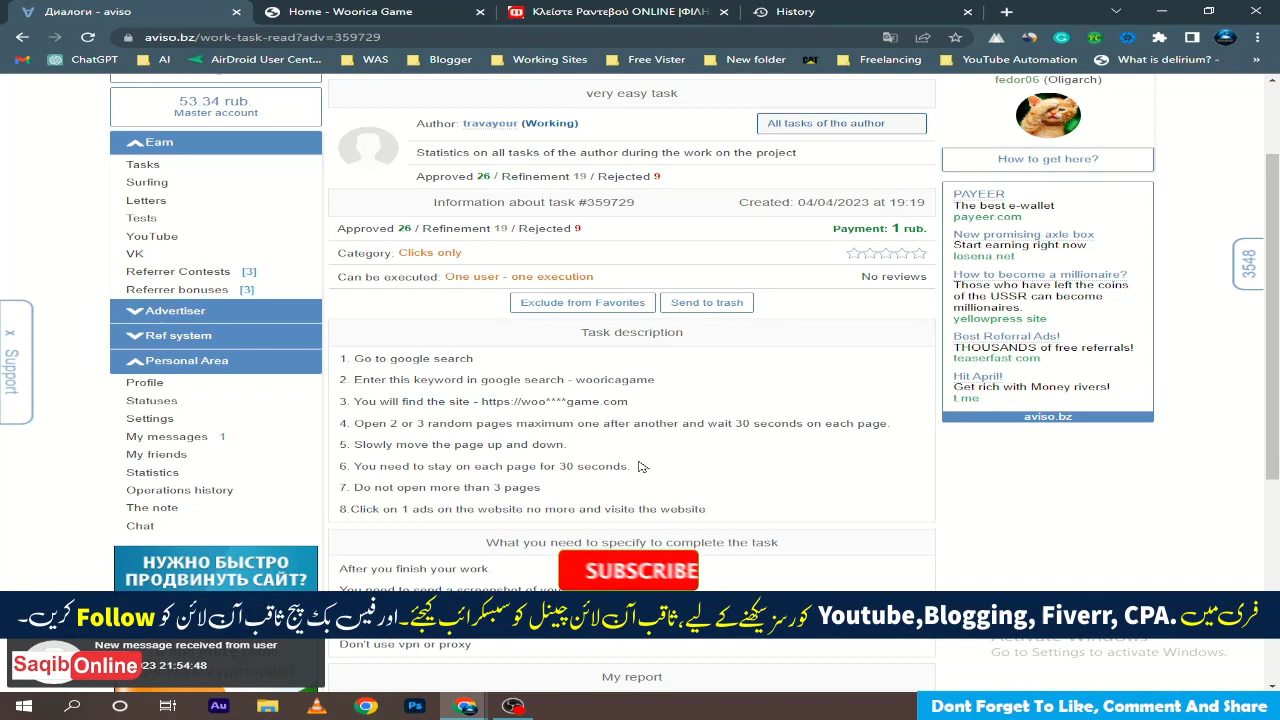 Диалоги - aviso
Home - Woorica Game
Κλείστε Ραντεβού ONLINE |ΦΙΛΗ
History
aviso.bz/work-task-read?adv=359729
ChatGPT
AI
AirDroid User Cent...
WAS
Blogger
Working Sites
Free Vister
New folder
Freelancing
YouTube Automation
What is delirium? -
53.34 rub.
Master account
Earn
Tasks
Surfing
Letters
Tests
YouTube
VK
Referrer Contests [3]
Referrer bonuses [3]
Advertiser
Ref system
Personal Area
Profile
Statuses
Settings
My messages 1
My friends
Statistics
Operations history
The note
Chat
НУЖНО БЫСТРО
ПРОДВИНУТЬ САЙТ?
x Support
very easy task
Author: travayeur (Working)
All tasks of the author
Statistics on all tasks of the author during the work on the project
Approved 26 / Refinement 19 / Rejected 9
Information about task #359729
Created: 04/04/2023 at 19:19
Approved 26 / Refinement 19 / Rejected 9
Payment: 1 rub.
Category: Clicks only
Can be executed: One user - one execution
No reviews
Exclude from Favorites
Send to trash
Task description
1. Go to google search
2. Enter this keyword in google search - wooricagame
3. You will find the site - https://woo****game.com
4. Open 2 or 3 random pages maximum one after another and wait 30 seconds on each page.
5. Slowly move the page up and down.
6. You need to stay on each page for 30 seconds.
7. Do not open more than 3 pages
8.Click on 1 ads on the website no more and visite the website
What you need to specify to complete the task
After you finish your work
You need to send a screenshot of you
SUBSCRIBE
fedor06 (Oligarch)
How to get here?
PAYEER
The best e-wallet
payeer.com
New promising axle box
Start earning right now
losena.net
How to become a millionaire?
Those who have left the coins
of the USSR can become
millionaires.
yellowpress site
Best Referral Ads!
THOUSANDS of free referrals!
teaserfast.com
Hit April!
Get rich with Money rivers!
t.me
aviso.bz
3548
فری میں Youtube,Blogging, Fiverr, CPA. کورسز سیکھنے کے لیے، ثاقب آن لائن چینل کو سبسکرائب کیجئے۔ اور فیس بک پیج ثاقب آن لائن کو Follow کریں۔
Don't use vpn or proxy
My report
Activate Windows
Go to Settings to activate Windows.
New message received from user
23 21:54:48
Saqib Online
Au
Ps
Dont Forget To Like, Comment And Share